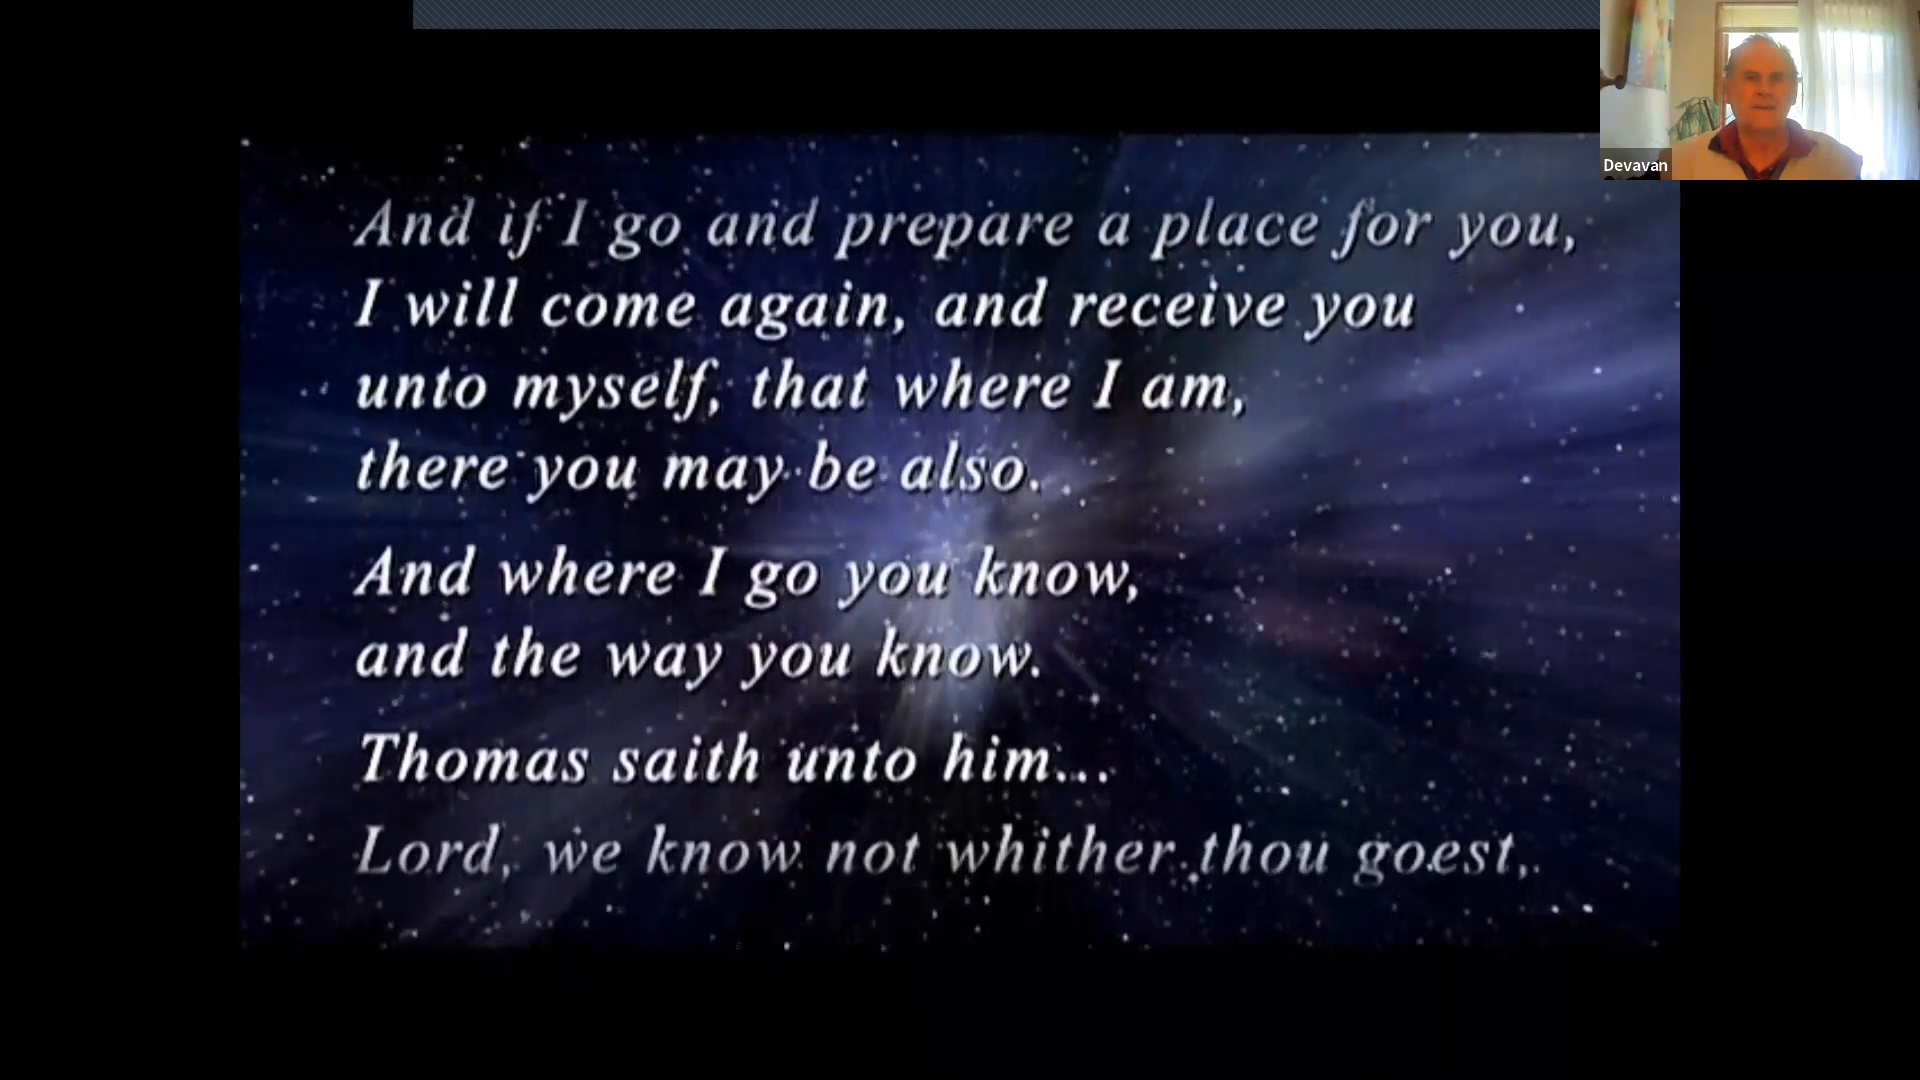 And if I go and prepare a place for you,
I will come again, and receive you
unto myself, that where I am,
there you may be also.
And where I go you know,
and the way you know.
Thomas saith unto him...
Lord, we know not whither thou goest,
Devavan